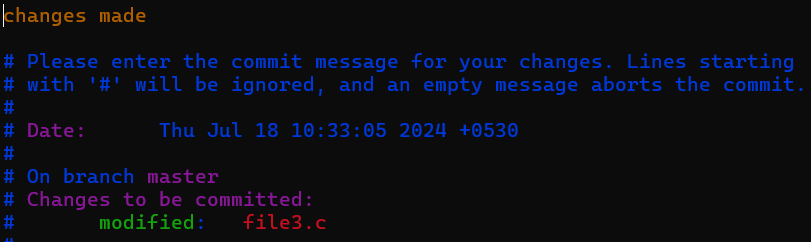 changes made
# Please enter the commit message for your changes. Lines starting
# with '#' will be ignored, and an empty message aborts the commit.
#
# Date:      Thu Jul 18 10:33:05 2024 +0530
#
# On branch master
# Changes to be committed:
#       modified:   file3.c
#